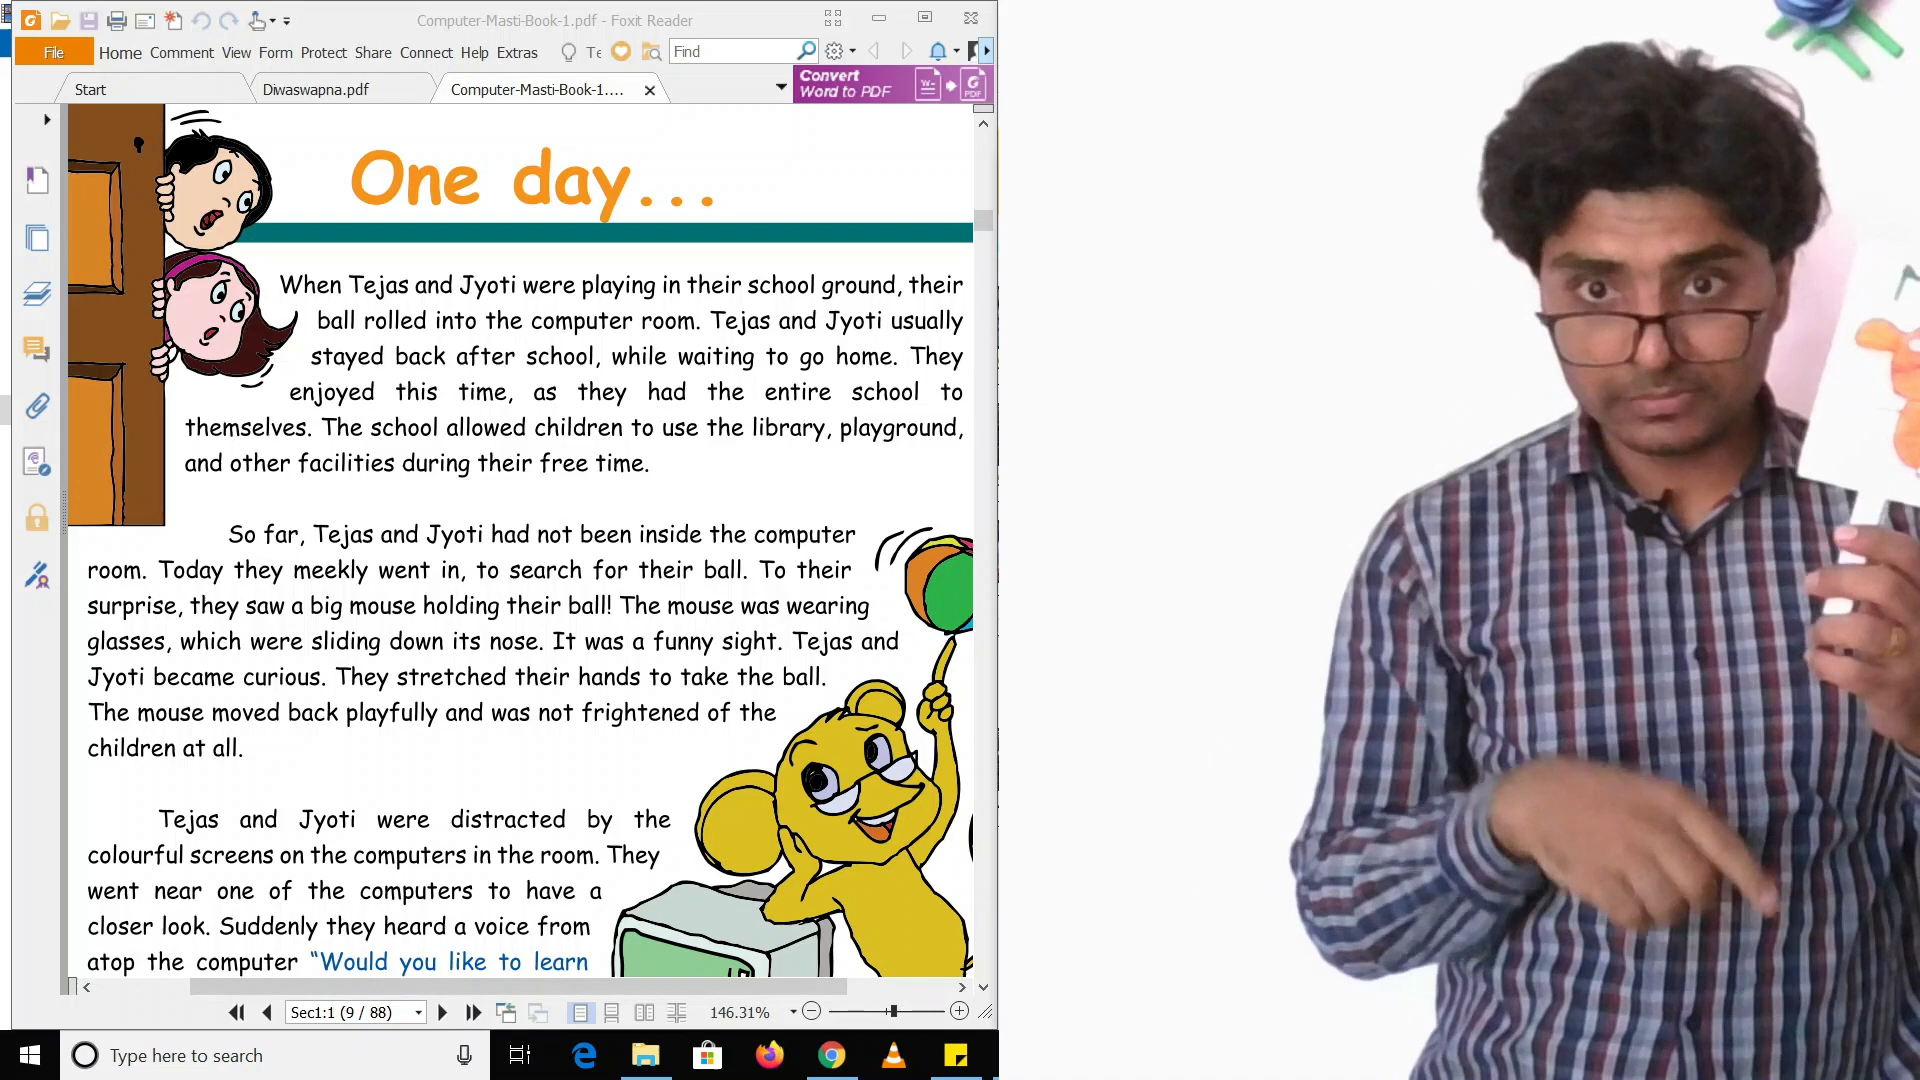 Computer-Masti-Book-1.pdf - Foxit Reader
File Home Comment View Form Protect Share Connect Help Extras Te Find
Start Diwaswapna.pdf Computer-Masti-Book-1....
Convert
Word to PDF
W
PDF
One day...
When Tejas and Jyoti were playing in their school ground, their
ball rolled into the computer room. Tejas and Jyoti usually
stayed back after school, while waiting to go home. They
enjoyed this time, as they had the entire school to
themselves. The school allowed children to use the library, playground,
and other facilities during their free time.
So far, Tejas and Jyoti had not been inside the computer
room. Today they meekly went in, to search for their ball. To their
surprise, they saw a big mouse holding their ball! The mouse was wearing
glasses, which were sliding down its nose. It was a funny sight. Tejas and
Jyoti became curious. They stretched their hands to take the ball.
The mouse moved back playfully and was not frightened of the
children at all.
Tejas and Jyoti were distracted by the
colourful screens on the computers in the room. They
went near one of the computers to have a
closer look. Suddenly they heard a voice from
atop the computer “Would you like to learn
Sec1:1 (9 / 88) 146.31%
Type here to search